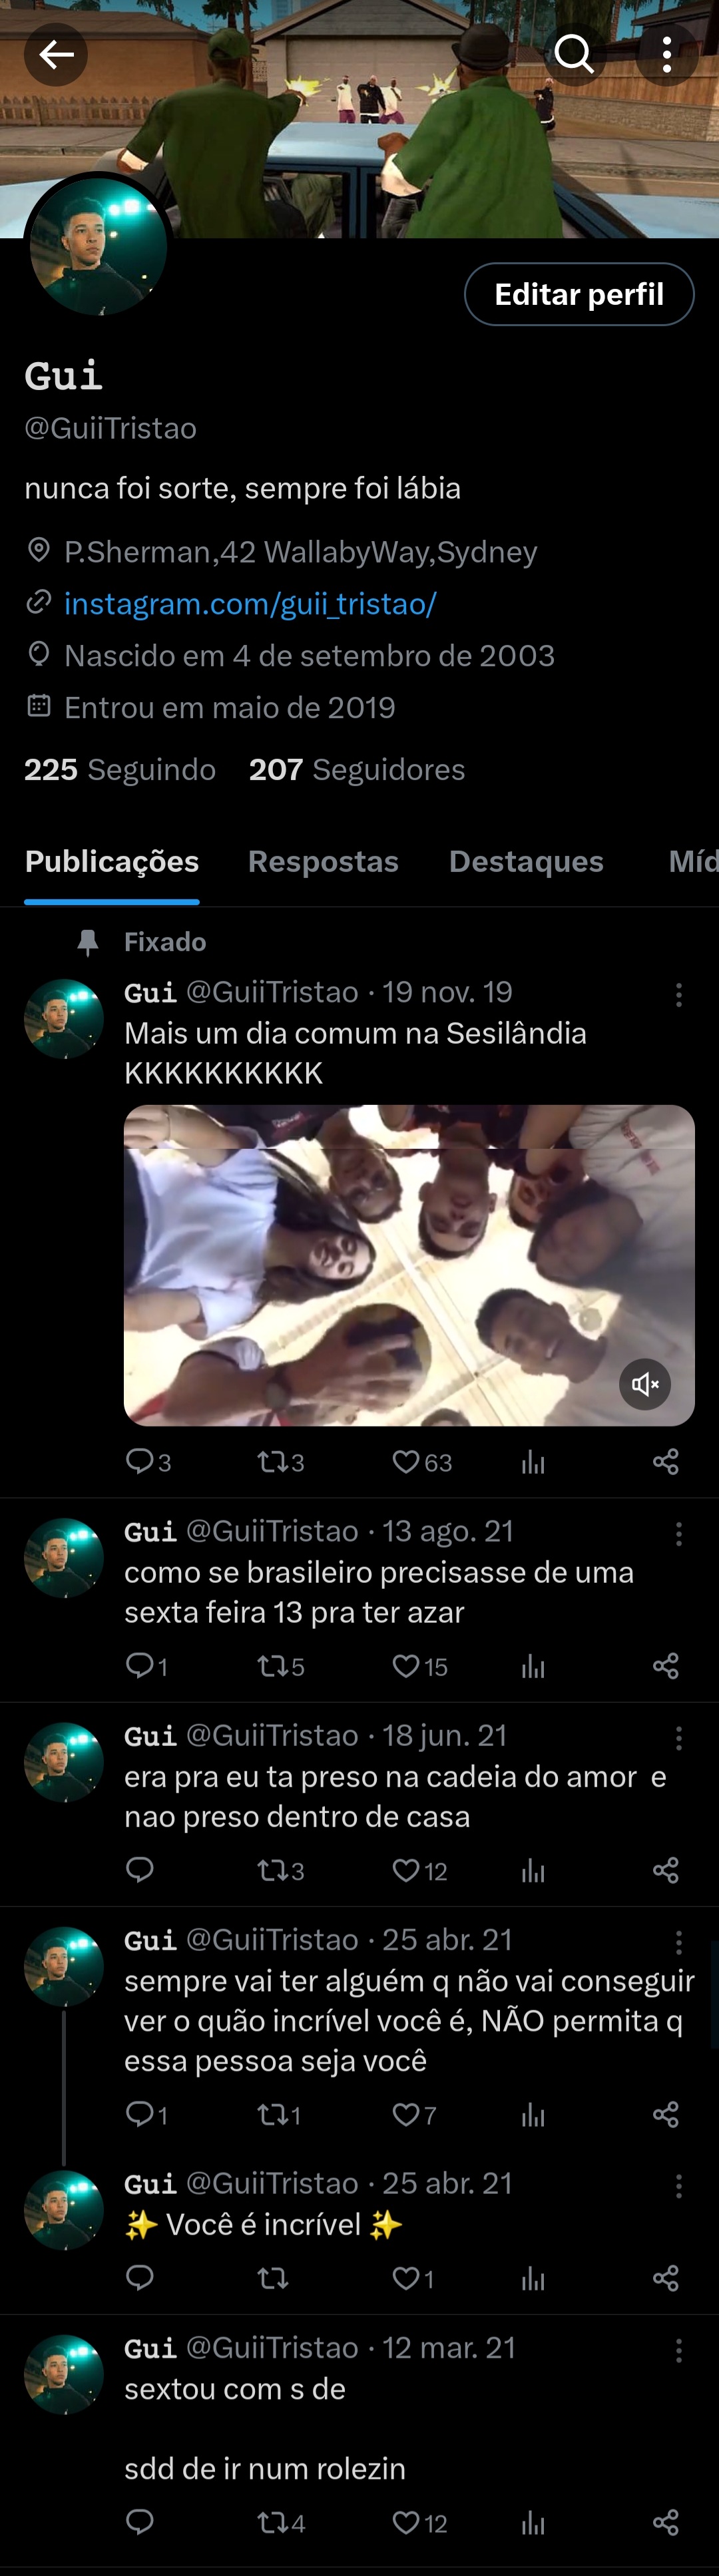 Editar perfil
Gui
@GuiiTristao
nunca foi sorte, sempre foi lábia
P.Sherman,42 WallabyWay,Sydney
instagram.com/guii_tristao/
Nascido em 4 de setembro de 2003
Entrou em maio de 2019
225 Seguindo 207 Seguidores
Publicações Respostas Destaques Míd
Fixado
Gui @GuiiTristao · 19 nov. 19
Mais um dia comum na Sesilândia
KKKKKKKKKK
3 3 63
Gui @GuiiTristao · 13 ago. 21
como se brasileiro precisasse de uma
sexta feira 13 pra ter azar
1 5 15
Gui @GuiiTristao · 18 jun. 21
era pra eu ta preso na cadeia do amor  e
nao preso dentro de casa
3 12
Gui @GuiiTristao · 25 abr. 21
sempre vai ter alguém q não vai conseguir
ver o quão incrível você é, NÃO permita q
essa pessoa seja você
1 1 7
Gui @GuiiTristao · 25 abr. 21
✨ Você é incrível ✨
1
Gui @GuiiTristao · 12 mar. 21
sextou com s de
sdd de ir num rolezin
4 12